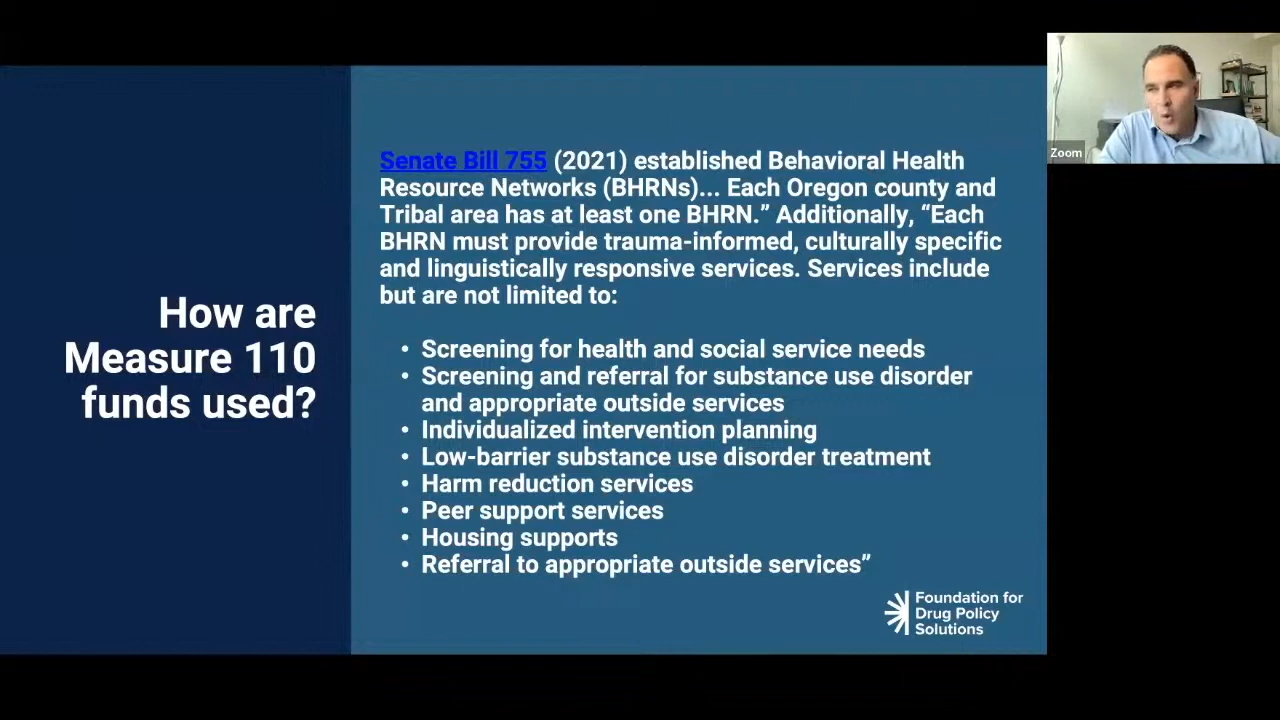 How are
Measure 110
funds used?
Senate Bill 755 (2021) established Behavioral Health
Resource Networks (BHRNs)... Each Oregon county and
Tribal area has at least one BHRN.” Additionally, “Each
BHRN must provide trauma-informed, culturally specific
and linguistically responsive services. Services include
but are not limited to:
• Screening for health and social service needs
• Screening and referral for substance use disorder
and appropriate outside services
• Individualized intervention planning
• Low-barrier substance use disorder treatment
• Harm reduction services
• Peer support services
• Housing supports
• Referral to appropriate outside services”
Foundation for
Drug Policy
Solutions
Zoom